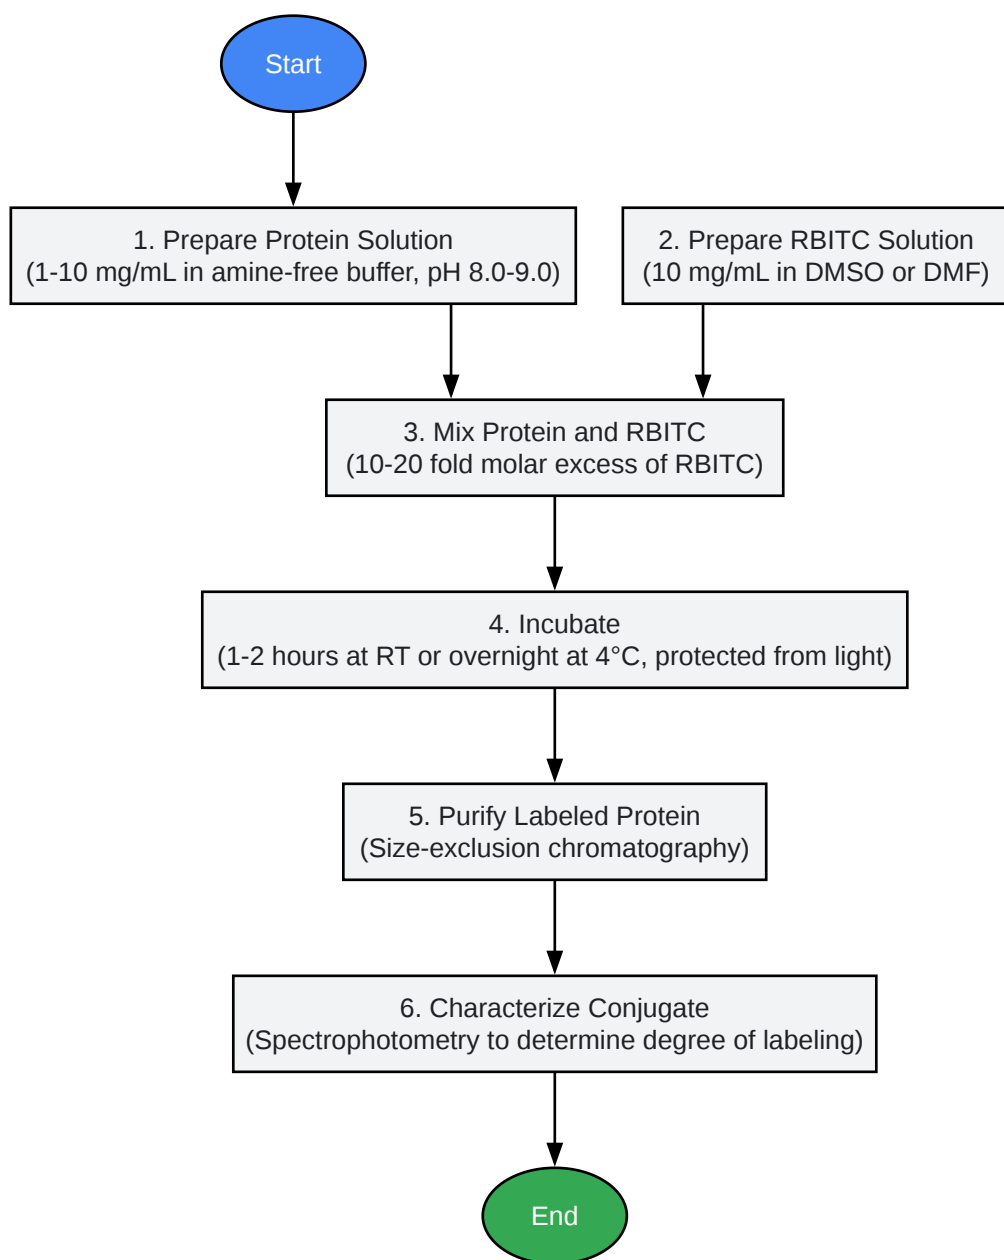 Start
1. Prepare Protein Solution
(1-10 mg/mL in amine-free buffer, pH 8.0-9.0)
2. Prepare RBITC Solution
(10 mg/mL in DMSO or DMF)
3. Mix Protein and RBITC
(10-20 fold molar excess of RBITC)
4. Incubate
(1-2 hours at RT or overnight at 4°C, protected from light)
5. Purify Labeled Protein
(Size-exclusion chromatography)
6. Characterize Conjugate
(Spectrophotometry to determine degree of labeling)
End